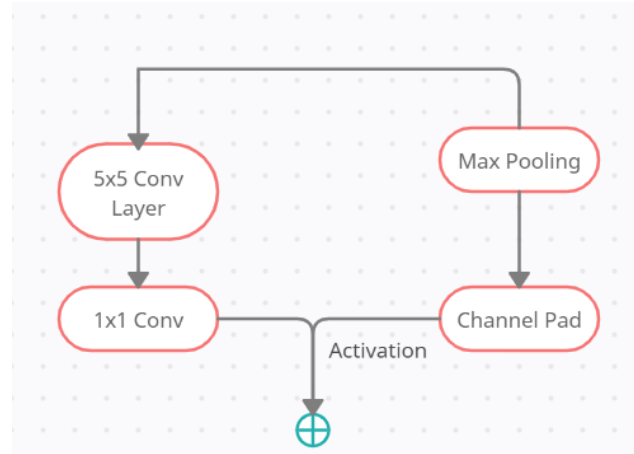 Max Pooling
5x5 Conv
Layer
1x1 Conv
Channel Pad
Activation